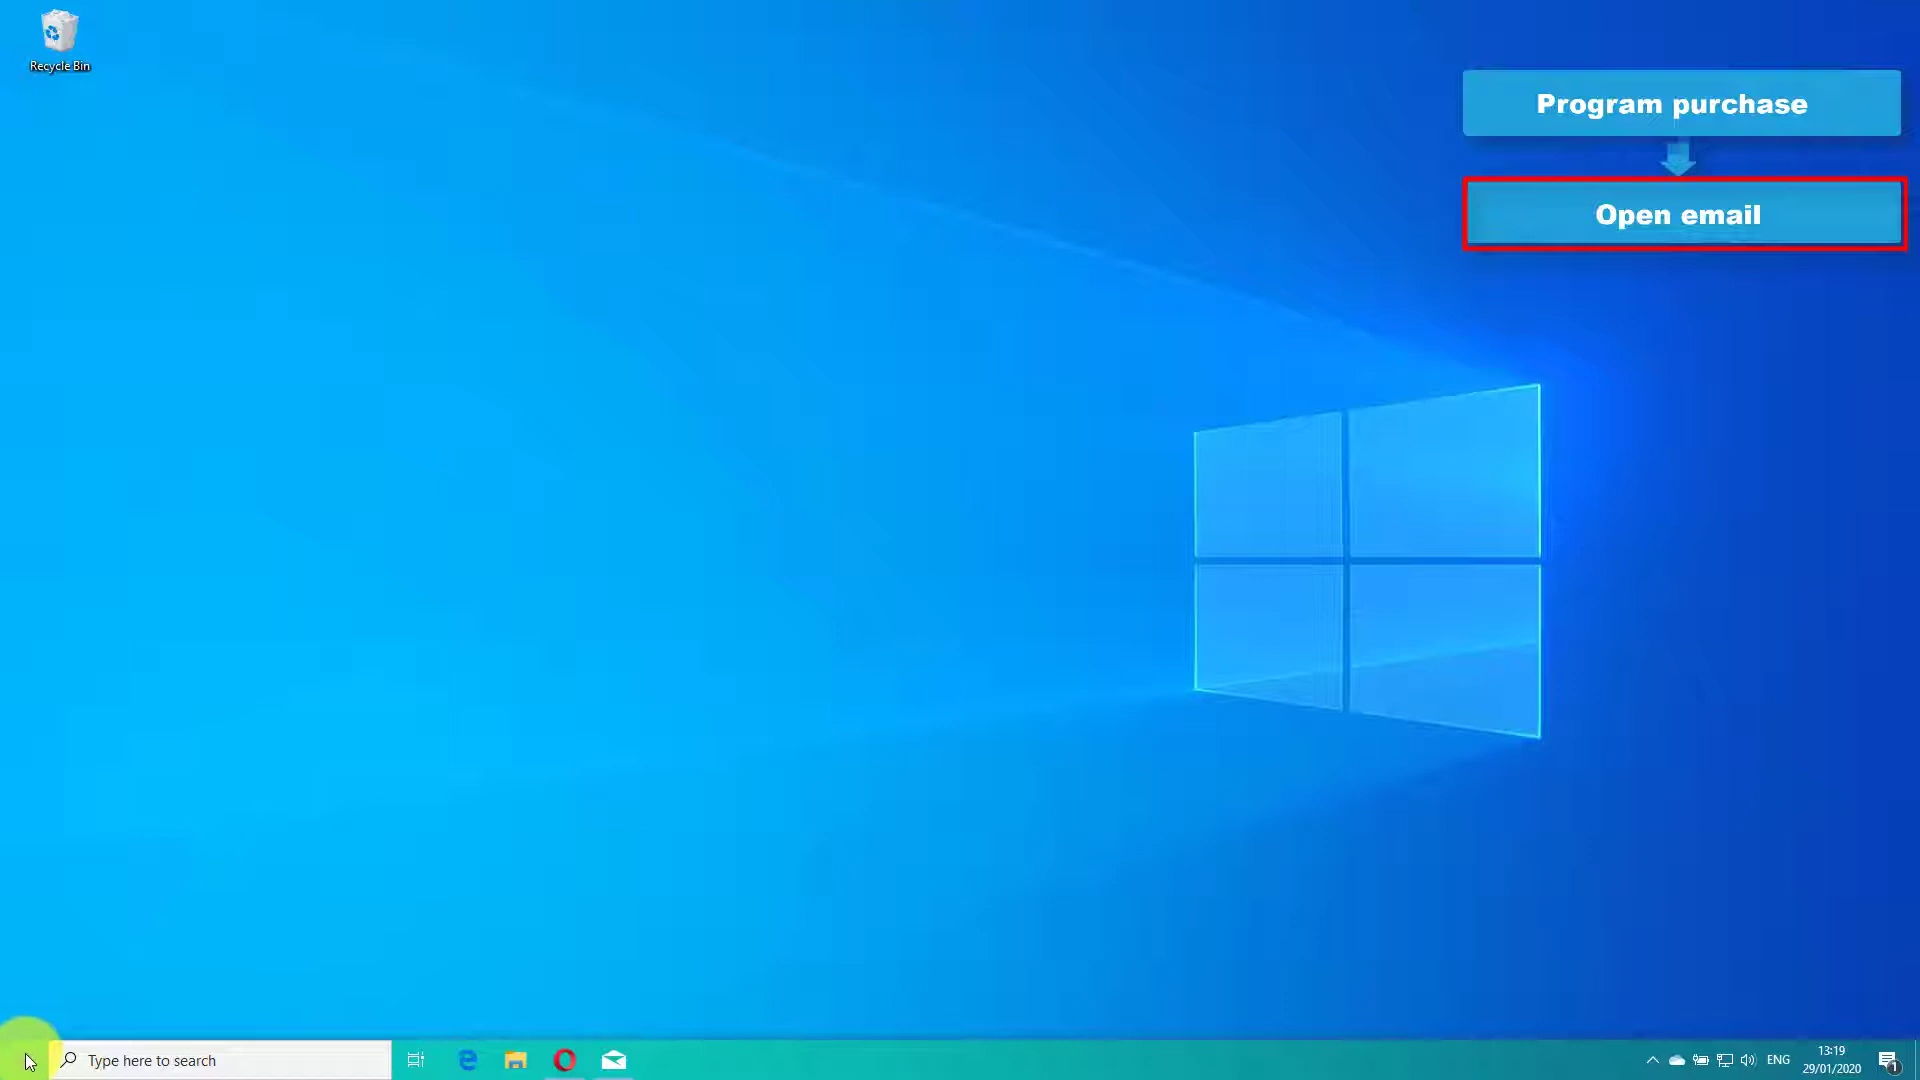 Recycle Bin
Program purchase
Open email
Type here to search
ENG
13:19
29/01/2020
1